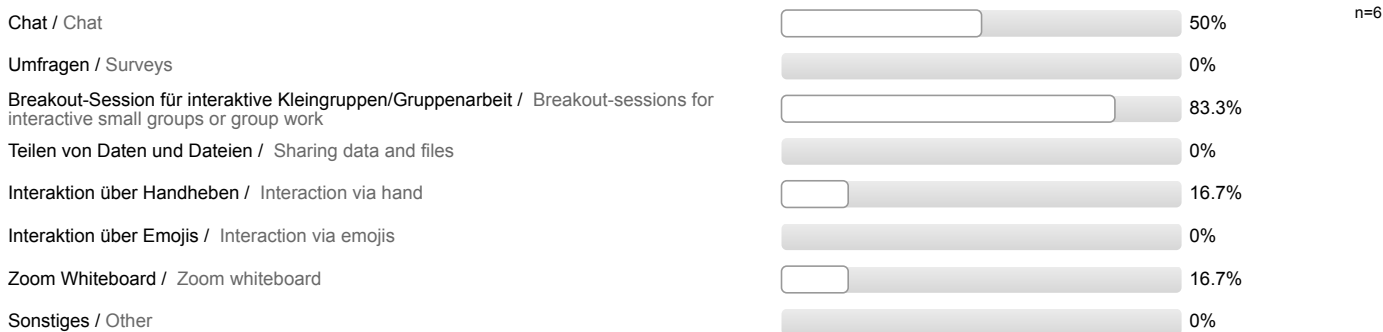 Chat / Chat 50% n=6
Umfragen / Surveys 0%
Breakout-Session für interaktive Kleingruppen/Gruppenarbeit / Breakout-sessions for
interactive small groups or group work 83.3%
Teilen von Daten und Dateien / Sharing data and files 0%
Interaktion über Handheben / Interaction via hand 16.7%
Interaktion über Emojis / Interaction via emojis 0%
Zoom Whiteboard / Zoom whiteboard 16.7%
Sonstiges / Other 0%